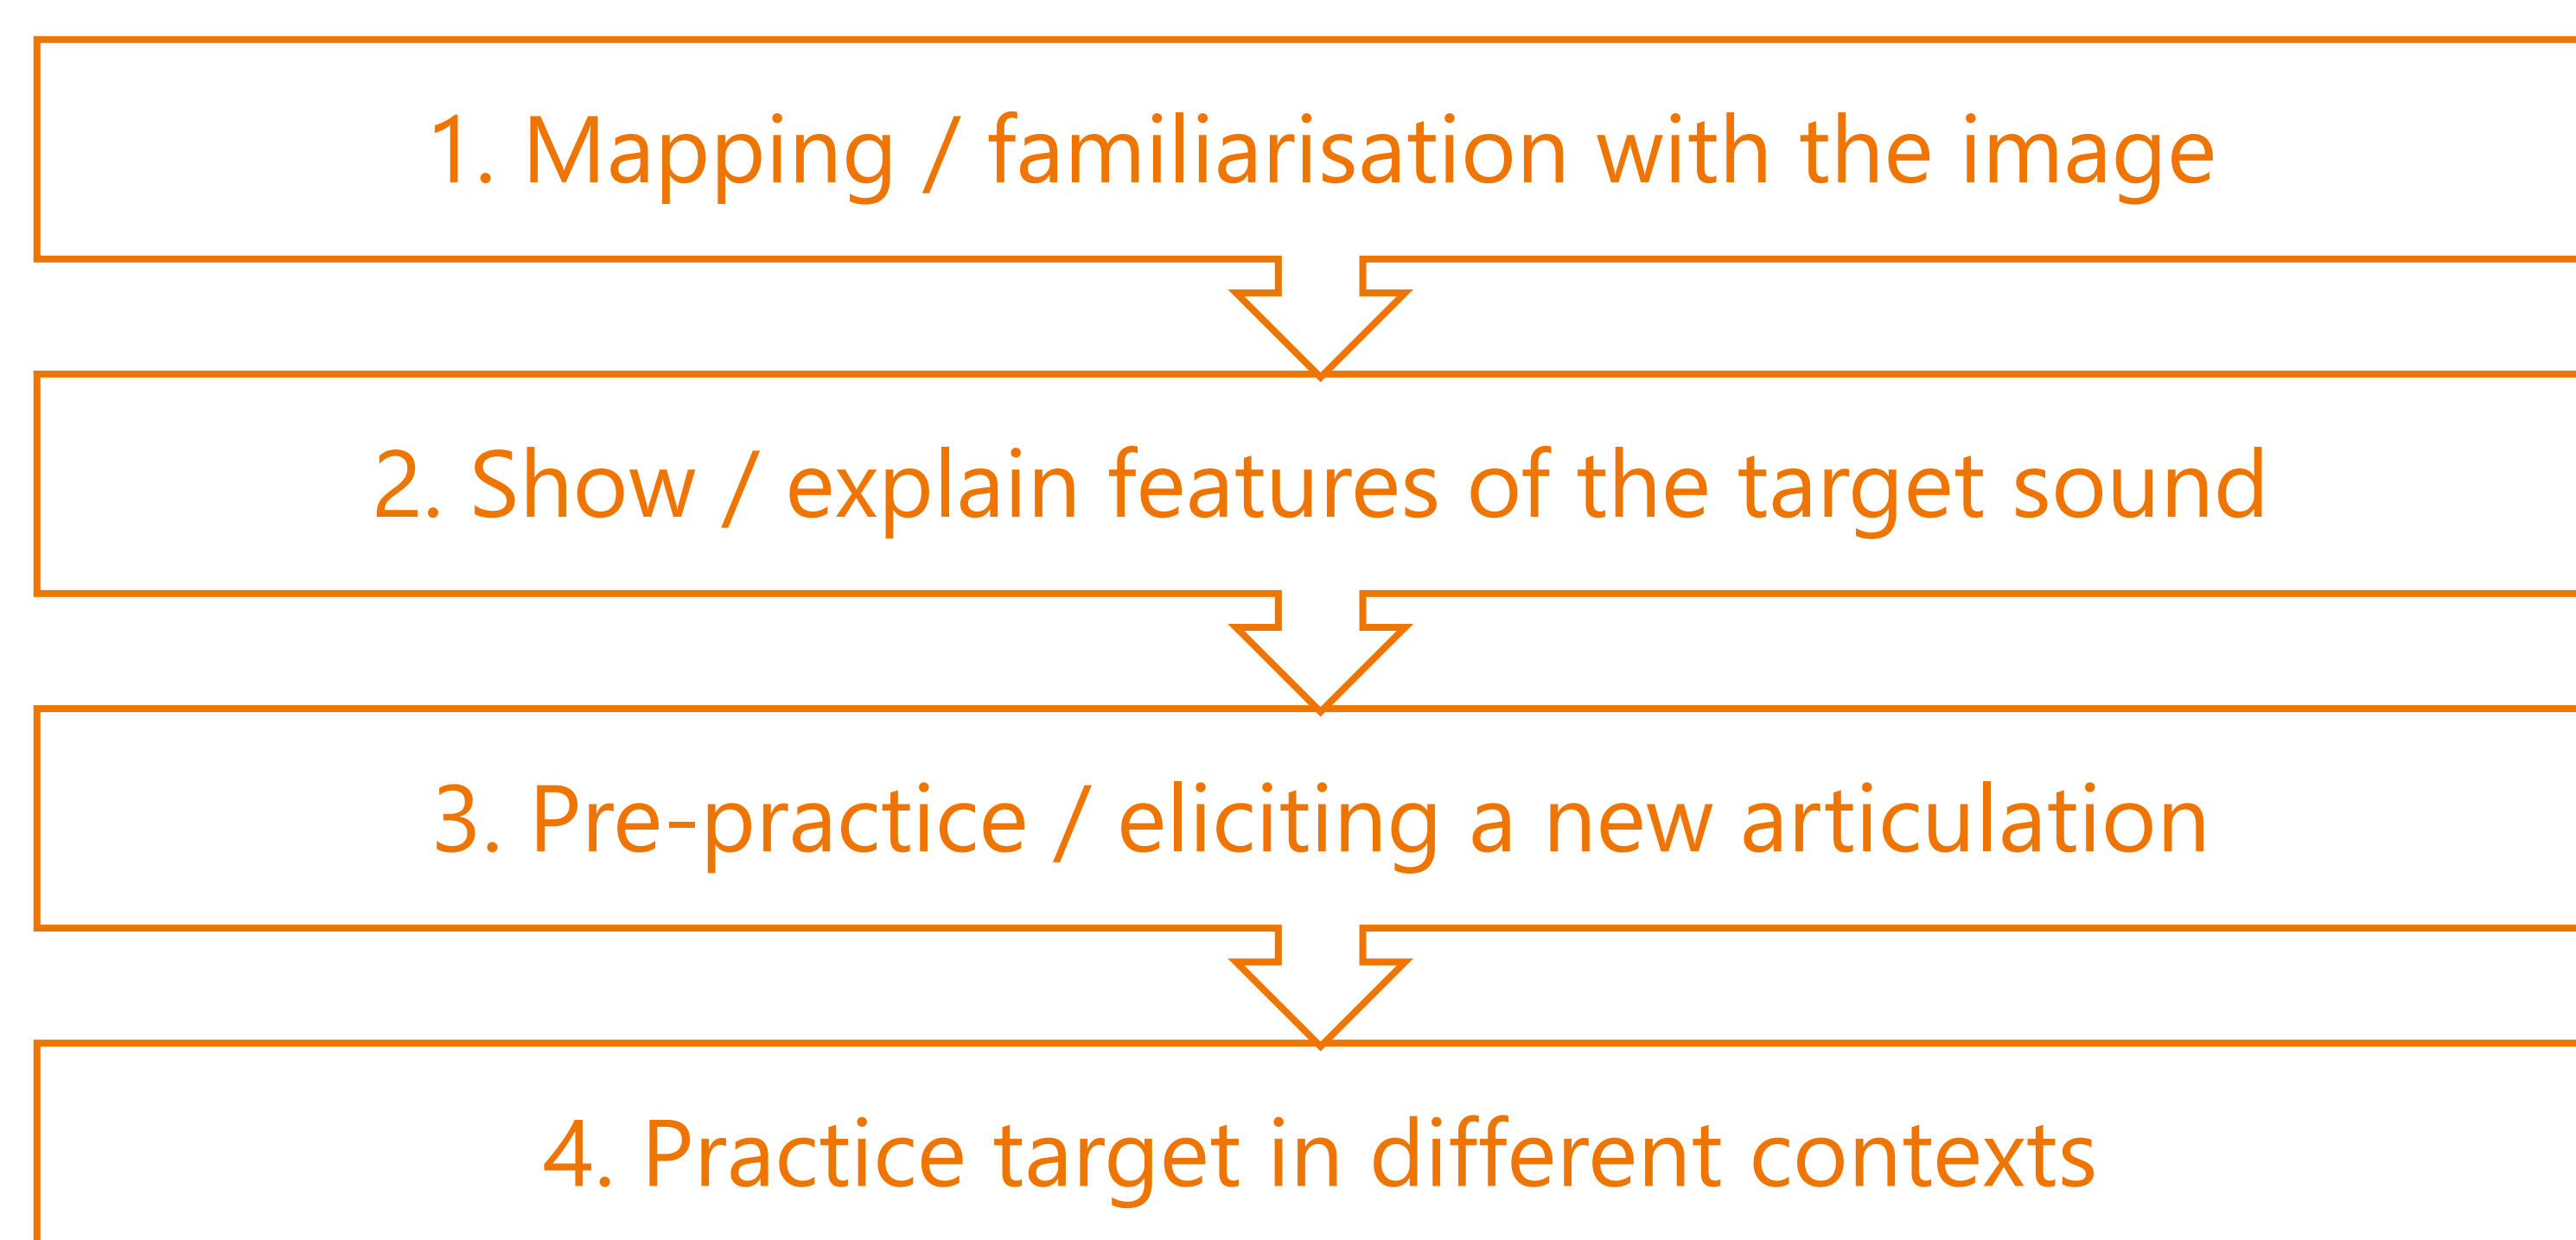 1. Mapping / familiarisation with the image
2. Show / explain features of the target sound
3. Pre-practice / eliciting a new articulation
4. Practice target in different contexts